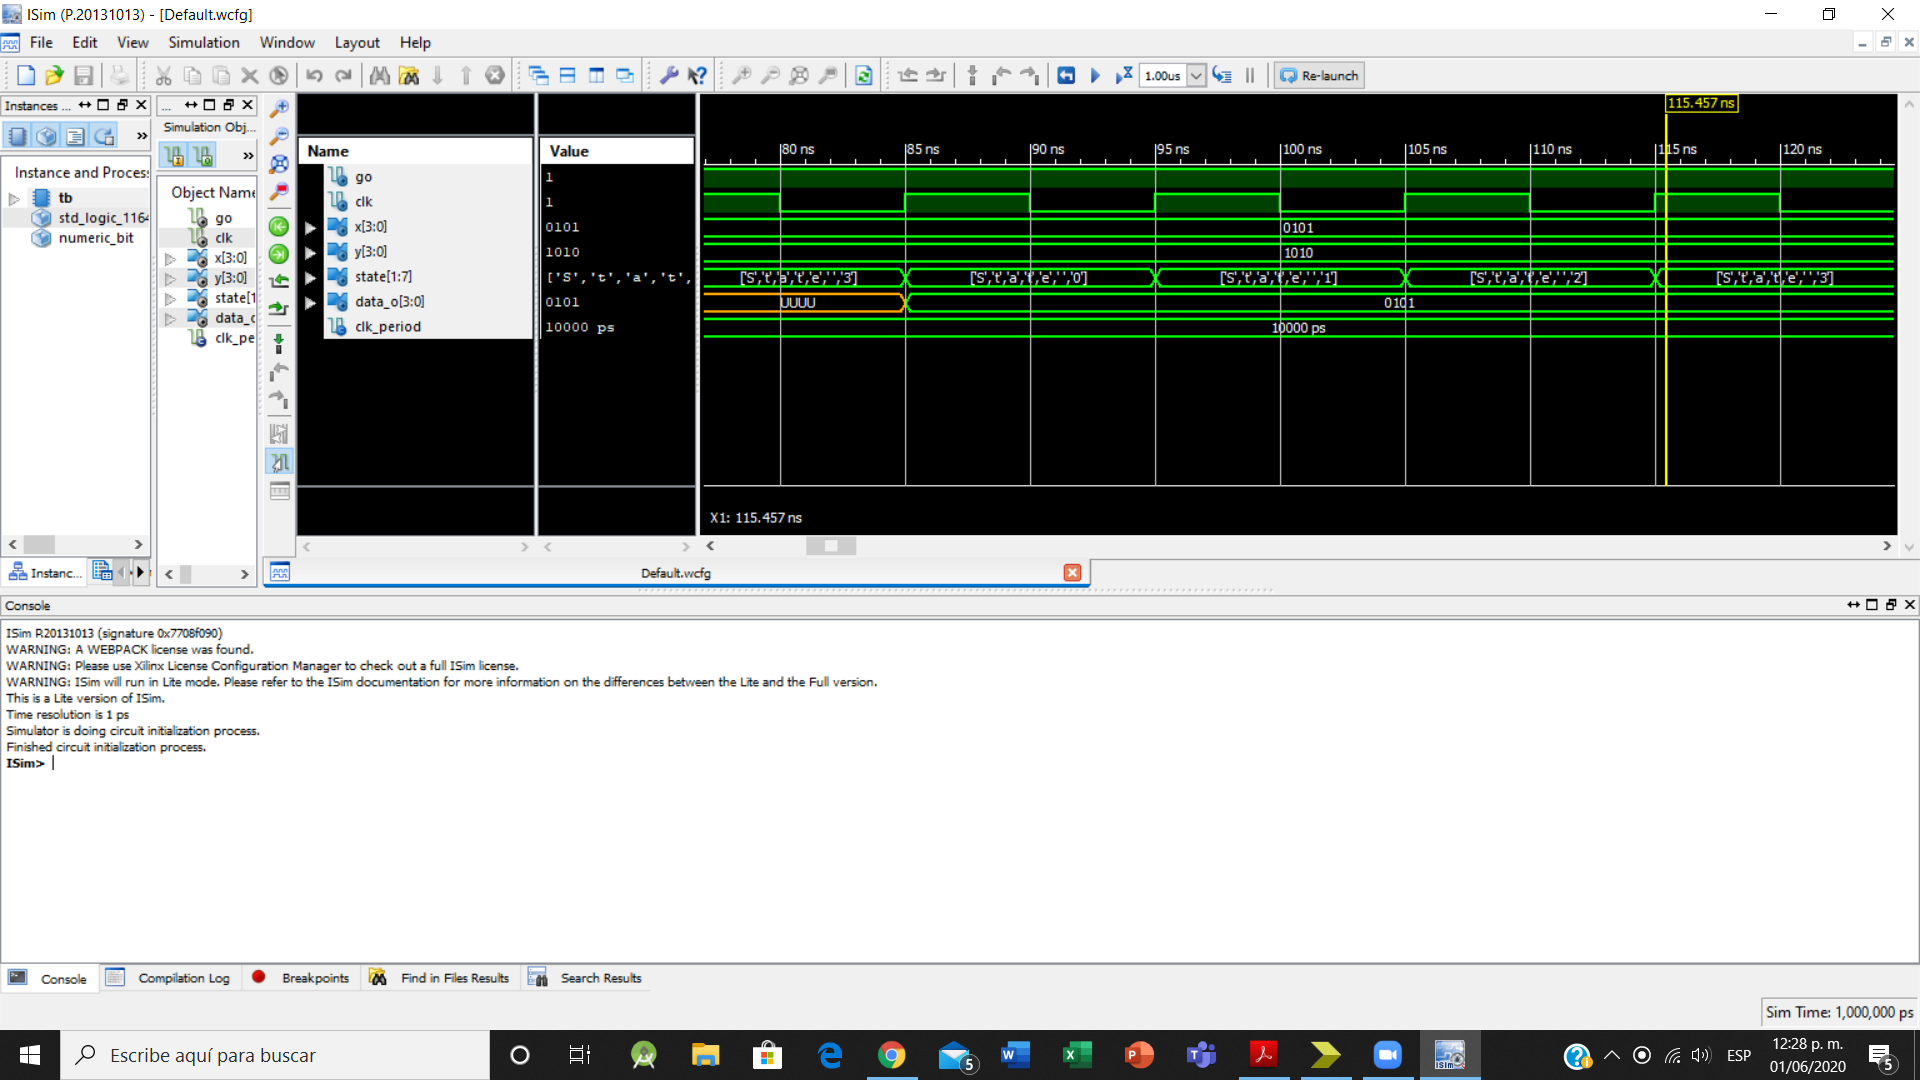 ISim (P.20131013) - [Default.wcfg]
File Edit View Simulation Window Layout Help
1.00us Re-launch
Instances ...
...
Simulation Obj...
Instance and Process
tb
std_logic_1164
numeric_bit
Object Name
go
clk
x[3:0]
y[3:0]
state[1
data_o
clk_pe
Name Value
go 1
clk 1
x[3:0] 0101
y[3:0] 1010
state[1:7] ['S','t','a','t',
data_o[3:0] 0101
clk_period 10000 ps
115.457 ns
80 ns 85 ns 90 ns 95 ns 100 ns 105 ns 110 ns 115 ns 120 ns
0101
1010
['S','t,'a,'t,'e',' ','3'] ['S','t,'a,'t,'e',' ','0'] ['S','t,'a,'t,'e',' ','1'] ['S','t,'a,'t,'e',' ','2'] ['S','t,'a,'t,'e',' ','3']
UUUU 0101
10000 ps
X1: 115.457 ns
Instanc...
Default.wcfg
Console
ISim P.20131013 (signature 0x7708f090)
WARNING: A WEBPACK license was found.
WARNING: Please use Xilinx License Configuration Manager to check out a full ISim license.
WARNING: ISim will run in Lite mode. Please refer to the ISim documentation for more information on the differences between the Lite and the Full version.
This is a Lite version of ISim.
Time resolution is 1 ps
Simulator is doing circuit initialization process.
Finished circuit initialization process.
ISim>
Console Compilation Log Breakpoints Find in Files Results Search Results
Sim Time: 1,000,000 ps
Escribe aquí para buscar
5
ESP
12:28 p. m.
01/06/2020
5